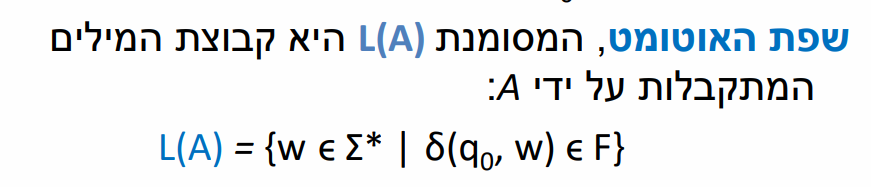 שפת האוטומט, המסומנת L(A) היא קבוצת המילים
המתקבלות על ידי A:
L(A) = {w ϵ Σ* | δ(q₀, w) ϵ F}